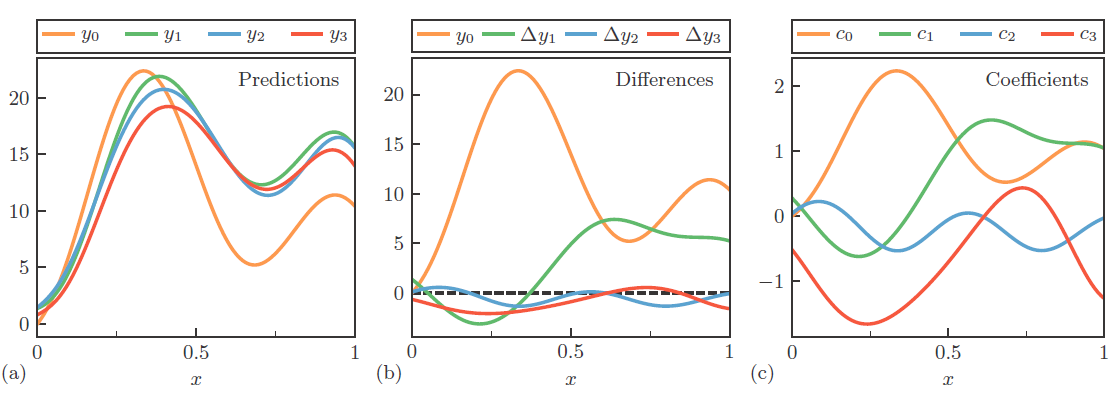 y₀ y₁ y₂ y₃
Predictions
20
15
10
5
0
0 0.5 1
x
(a)
y₀ Δy₁ Δy₂ Δy₃
Differences
20
15
10
5
0
0 0.5 1
x
(b)
c₀ c₁ c₂ c₃
Coefficients
2
1
0
−1
0 0.5 1
x
(c)